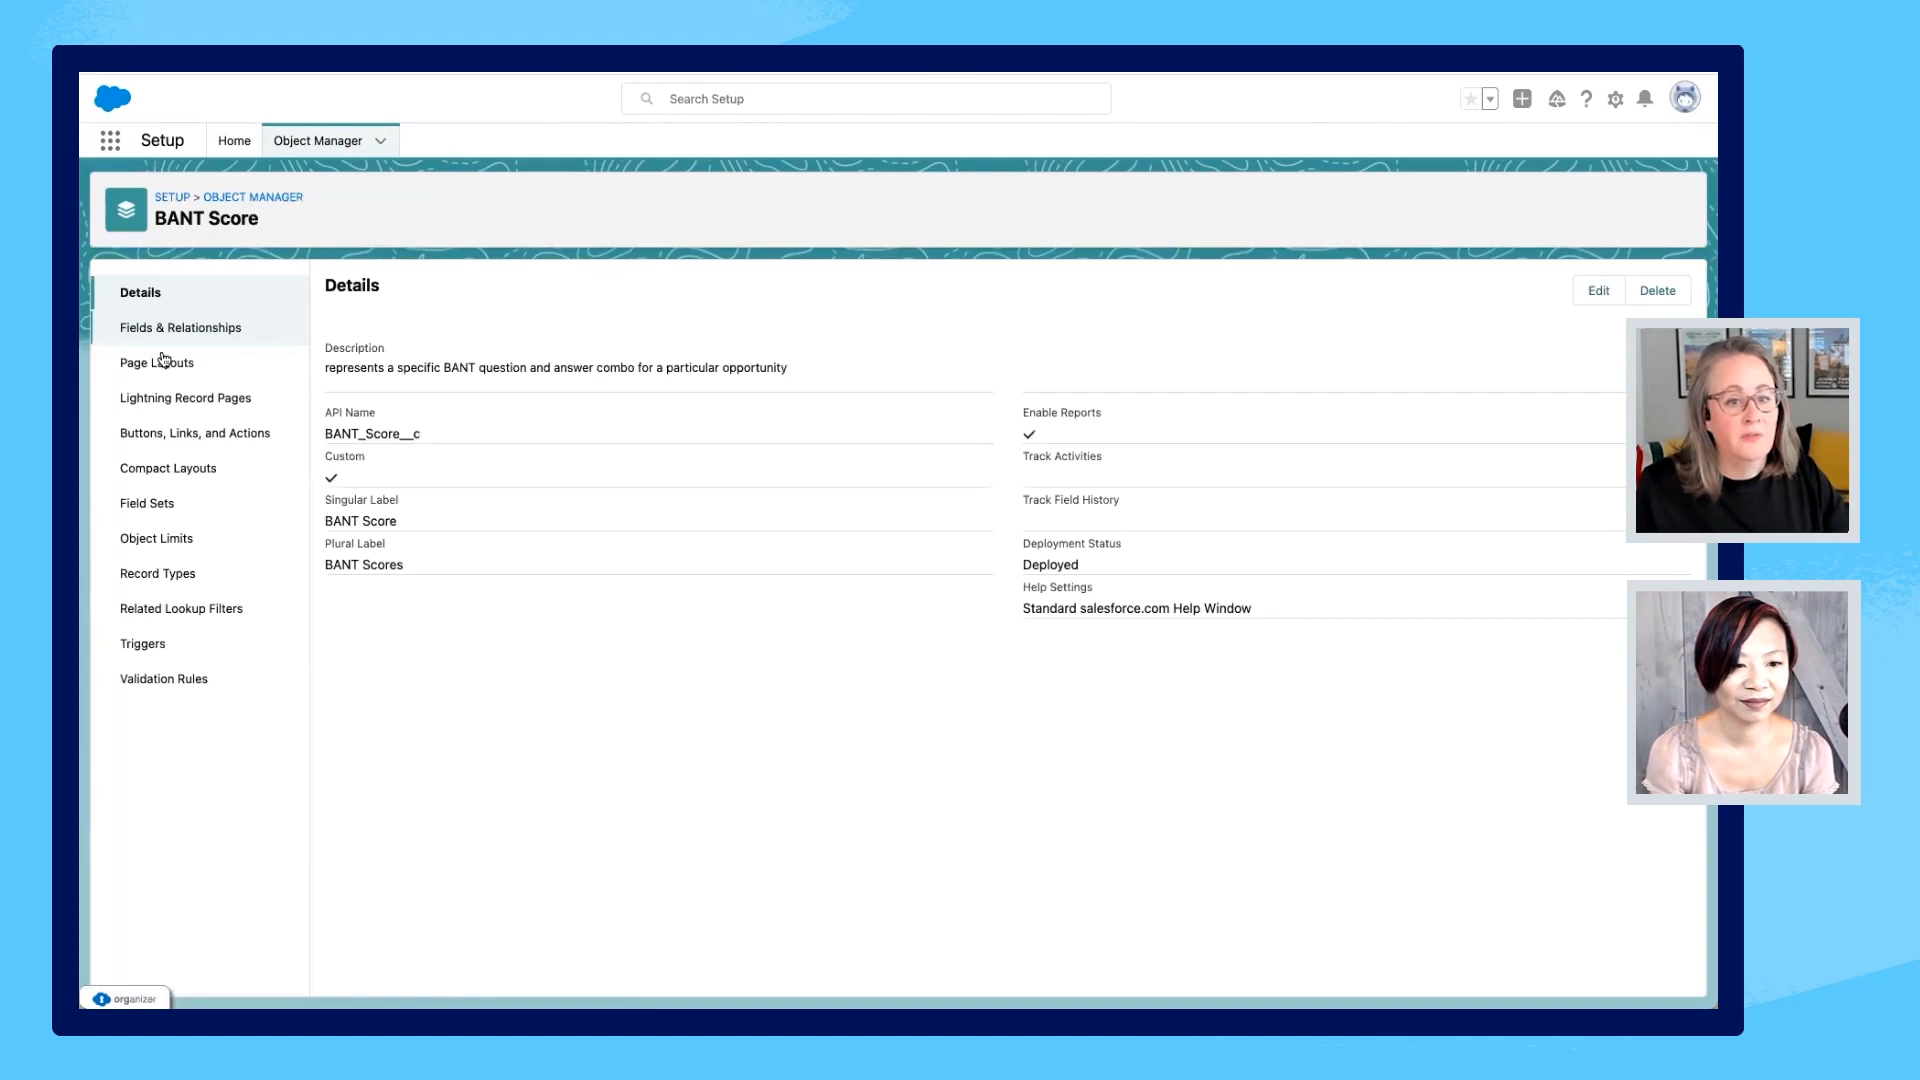 Search Setup
Setup
Home
Object Manager
SETUP > OBJECT MANAGER
BANT Score
Details
Fields & Relationships
Page Layouts
Lightning Record Pages
Buttons, Links, and Actions
Compact Layouts
Field Sets
Object Limits
Record Types
Related Lookup Filters
Triggers
Validation Rules
Details
Edit
Delete
Description
represents a specific BANT question and answer combo for a particular opportunity
API Name
BANT_Score__c
Custom
Singular Label
BANT Score
Plural Label
BANT Scores
Enable Reports
Track Activities
Track Field History
Deployment Status
Deployed
Help Settings
Standard salesforce.com Help Window
organizer